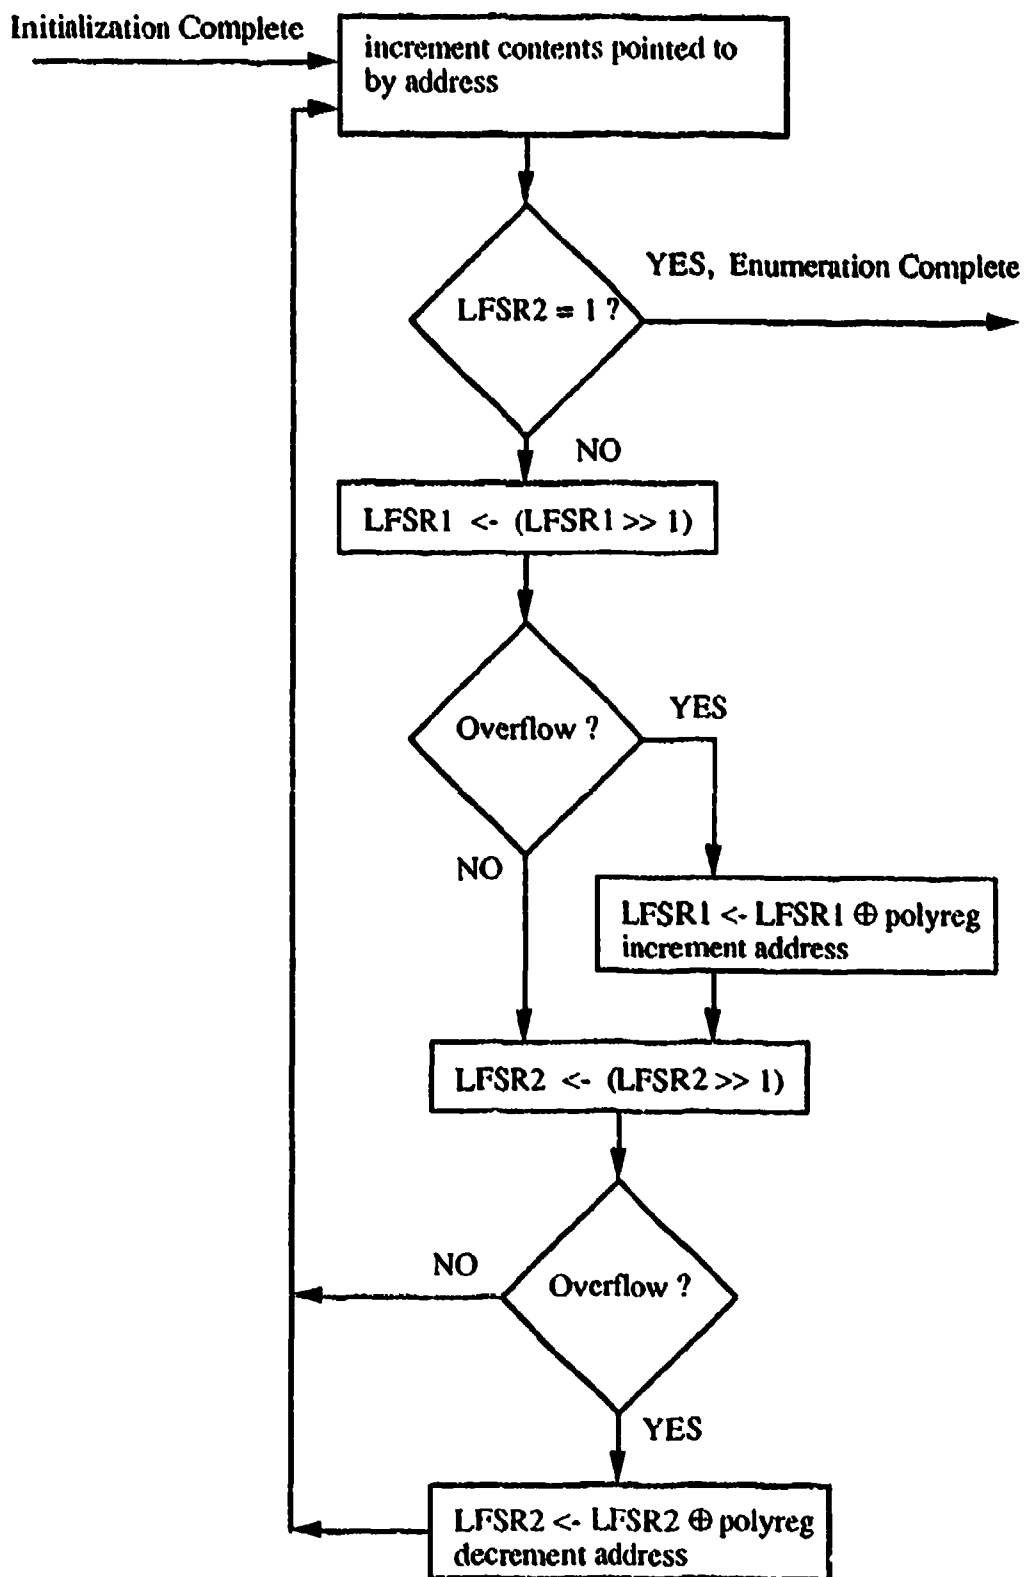 Initialization Complete
increment contents pointed to
by address
YES, Enumeration Complete
LFSR2 = 1 ?
NO
LFSR1 <- (LFSR1 >> 1)
YES
Overflow ?
NO
LFSR1 <- LFSR1 ⊕ polyreg
increment address
LFSR2 <- (LFSR2 >> 1)
NO
Overflow ?
YES
LFSR2 <- LFSR2 ⊕ polyreg
decrement address